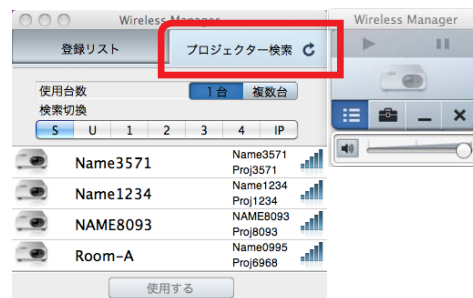 Wireless Manager
登録リスト
プロジェクター検索
使用台数
1台 複数台
検索切換
S U 1 2 3 4 IP
Name3571
Name3571
Proj3571
Name1234
Name1234
Proj1234
NAME8093
NAME8093
Proj8093
Room-A
Name0995
Proj6968
使用する
Wireless Manager